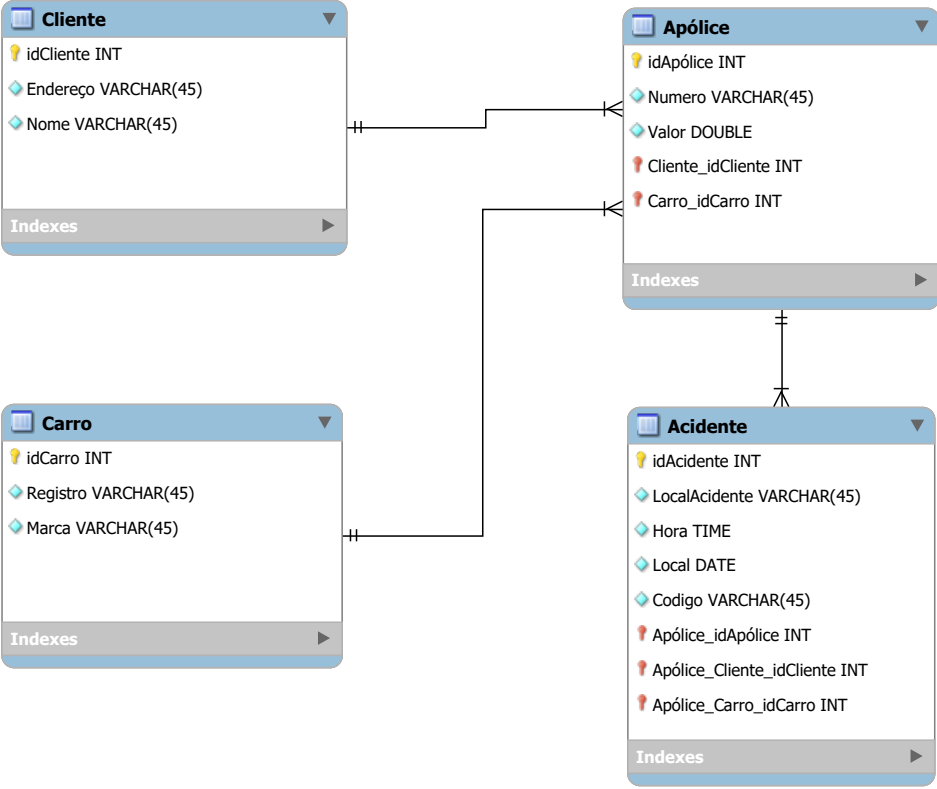 Cliente
idCliente INT
Endereço VARCHAR(45)
Nome VARCHAR(45)
Indexes
Apólice
idApólice INT
Numero VARCHAR(45)
Valor DOUBLE
Cliente_idCliente INT
Carro_idCarro INT
Indexes
Carro
idCarro INT
Registro VARCHAR(45)
Marca VARCHAR(45)
Indexes
Acidente
idAcidente INT
LocalAcidente VARCHAR(45)
Hora TIME
Local DATE
Codigo VARCHAR(45)
Apólice_idApólice INT
Apólice_Cliente_idCliente INT
Apólice_Carro_idCarro INT
Indexes